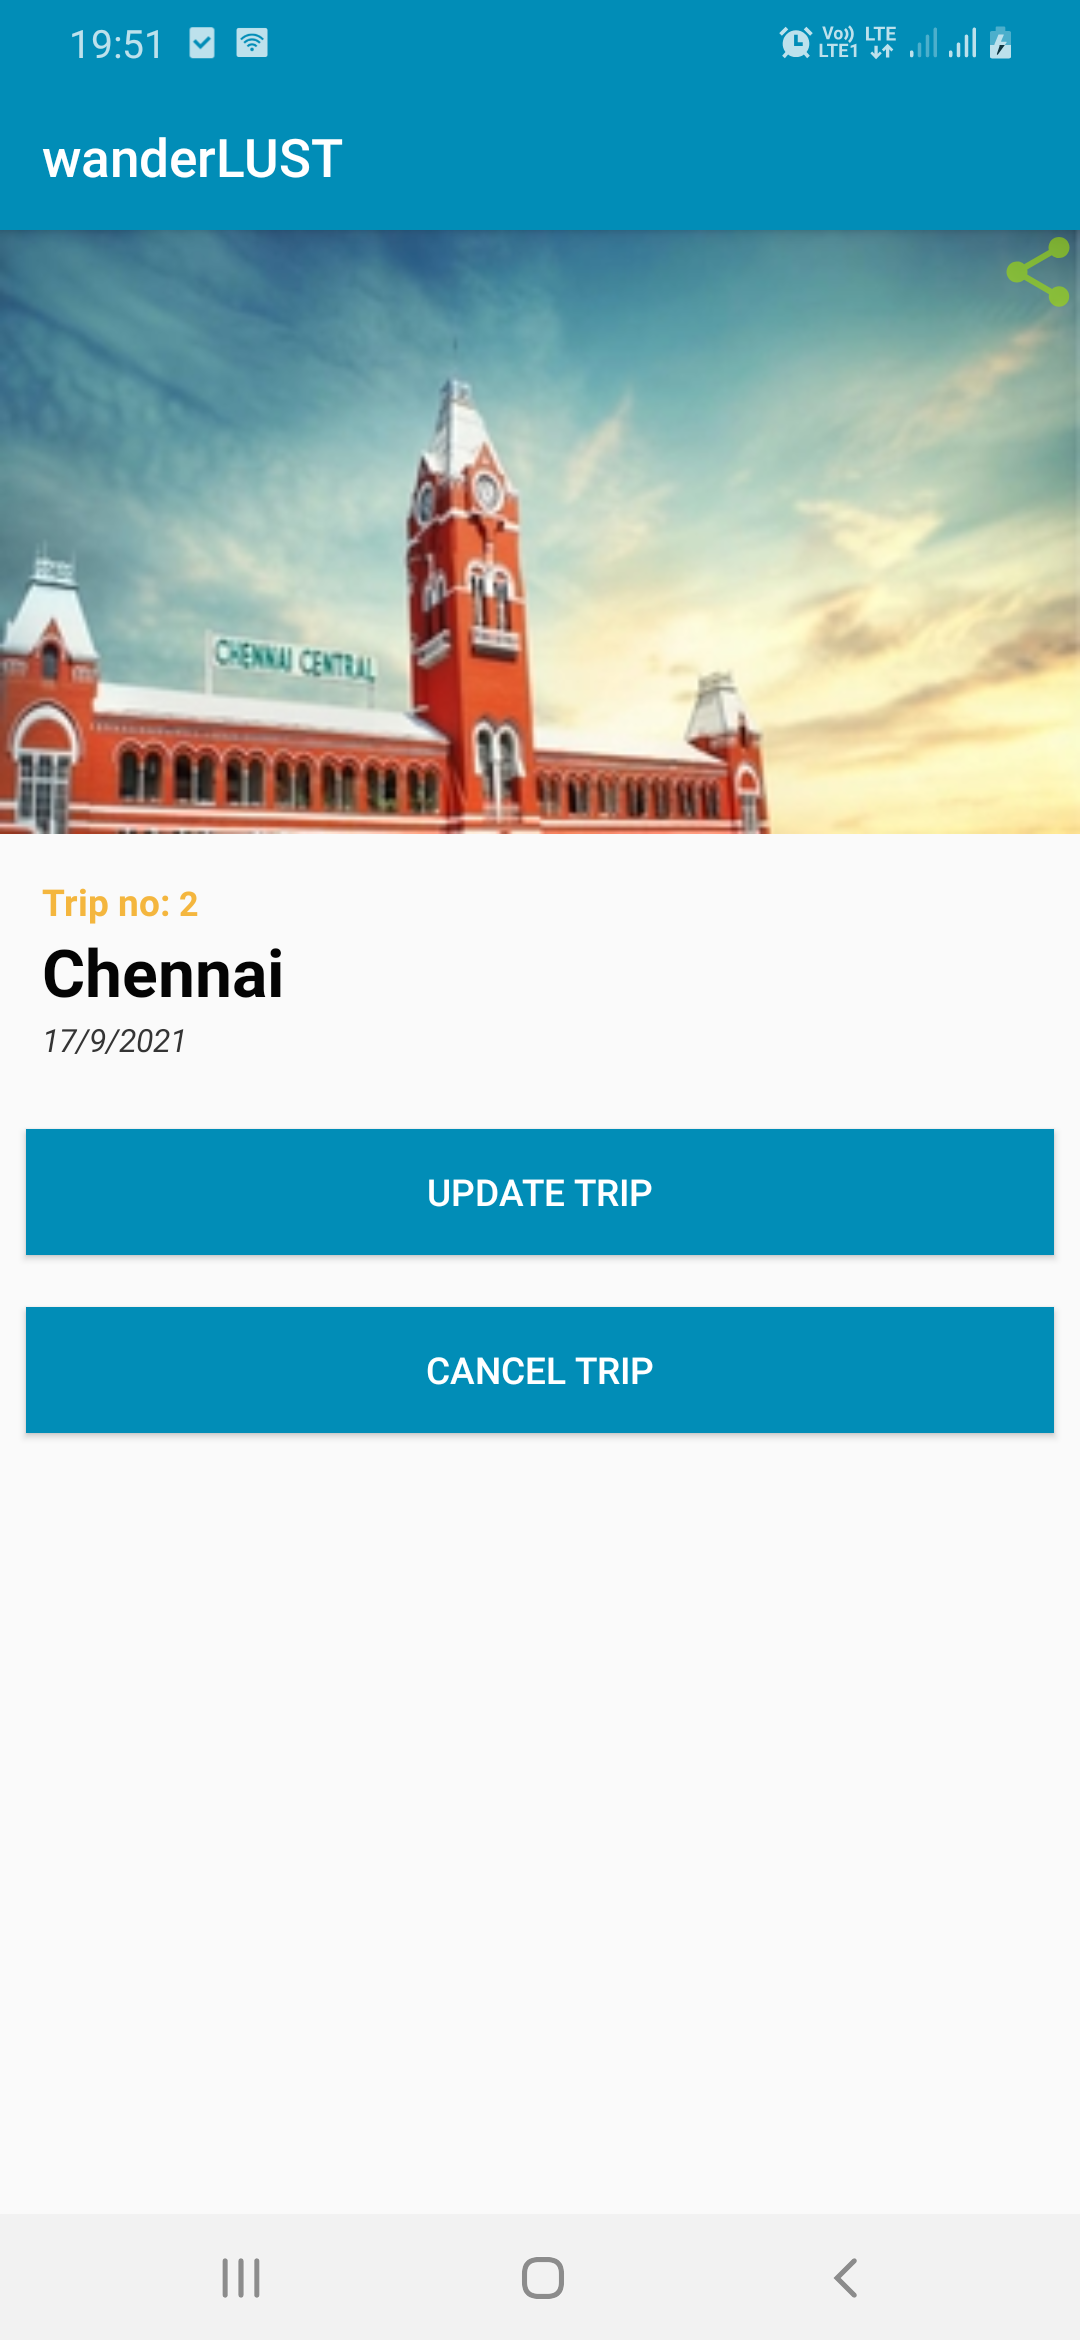 19:51 Vo)) LTE
LTE1
wanderLUST
CHENNAI CENTRAL
Trip no: 2
Chennai
17/9/2021
UPDATE TRIP
CANCEL TRIP